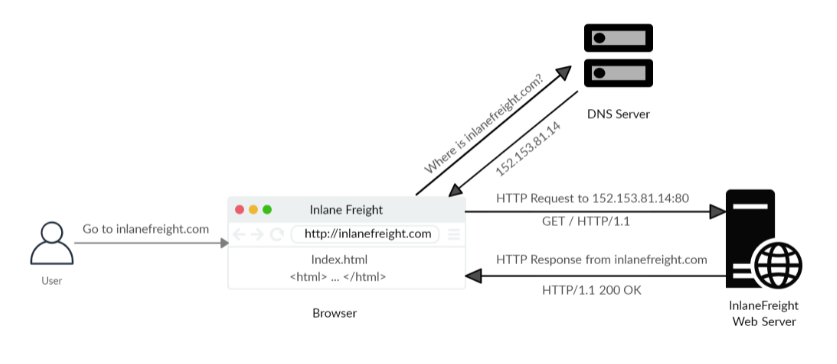 Where is inlanefreight.com?
152.153.81.14
DNS Server
Go to inlanefreight.com
User
Inlane Freight
http://inlanefreight.com
Index.html
<html> ... </html>
Browser
HTTP Request to 152.153.81.14:80
GET / HTTP/1.1
HTTP Response from inlanefreight.com
HTTP/1.1 200 OK
InlaneFreight
Web Server